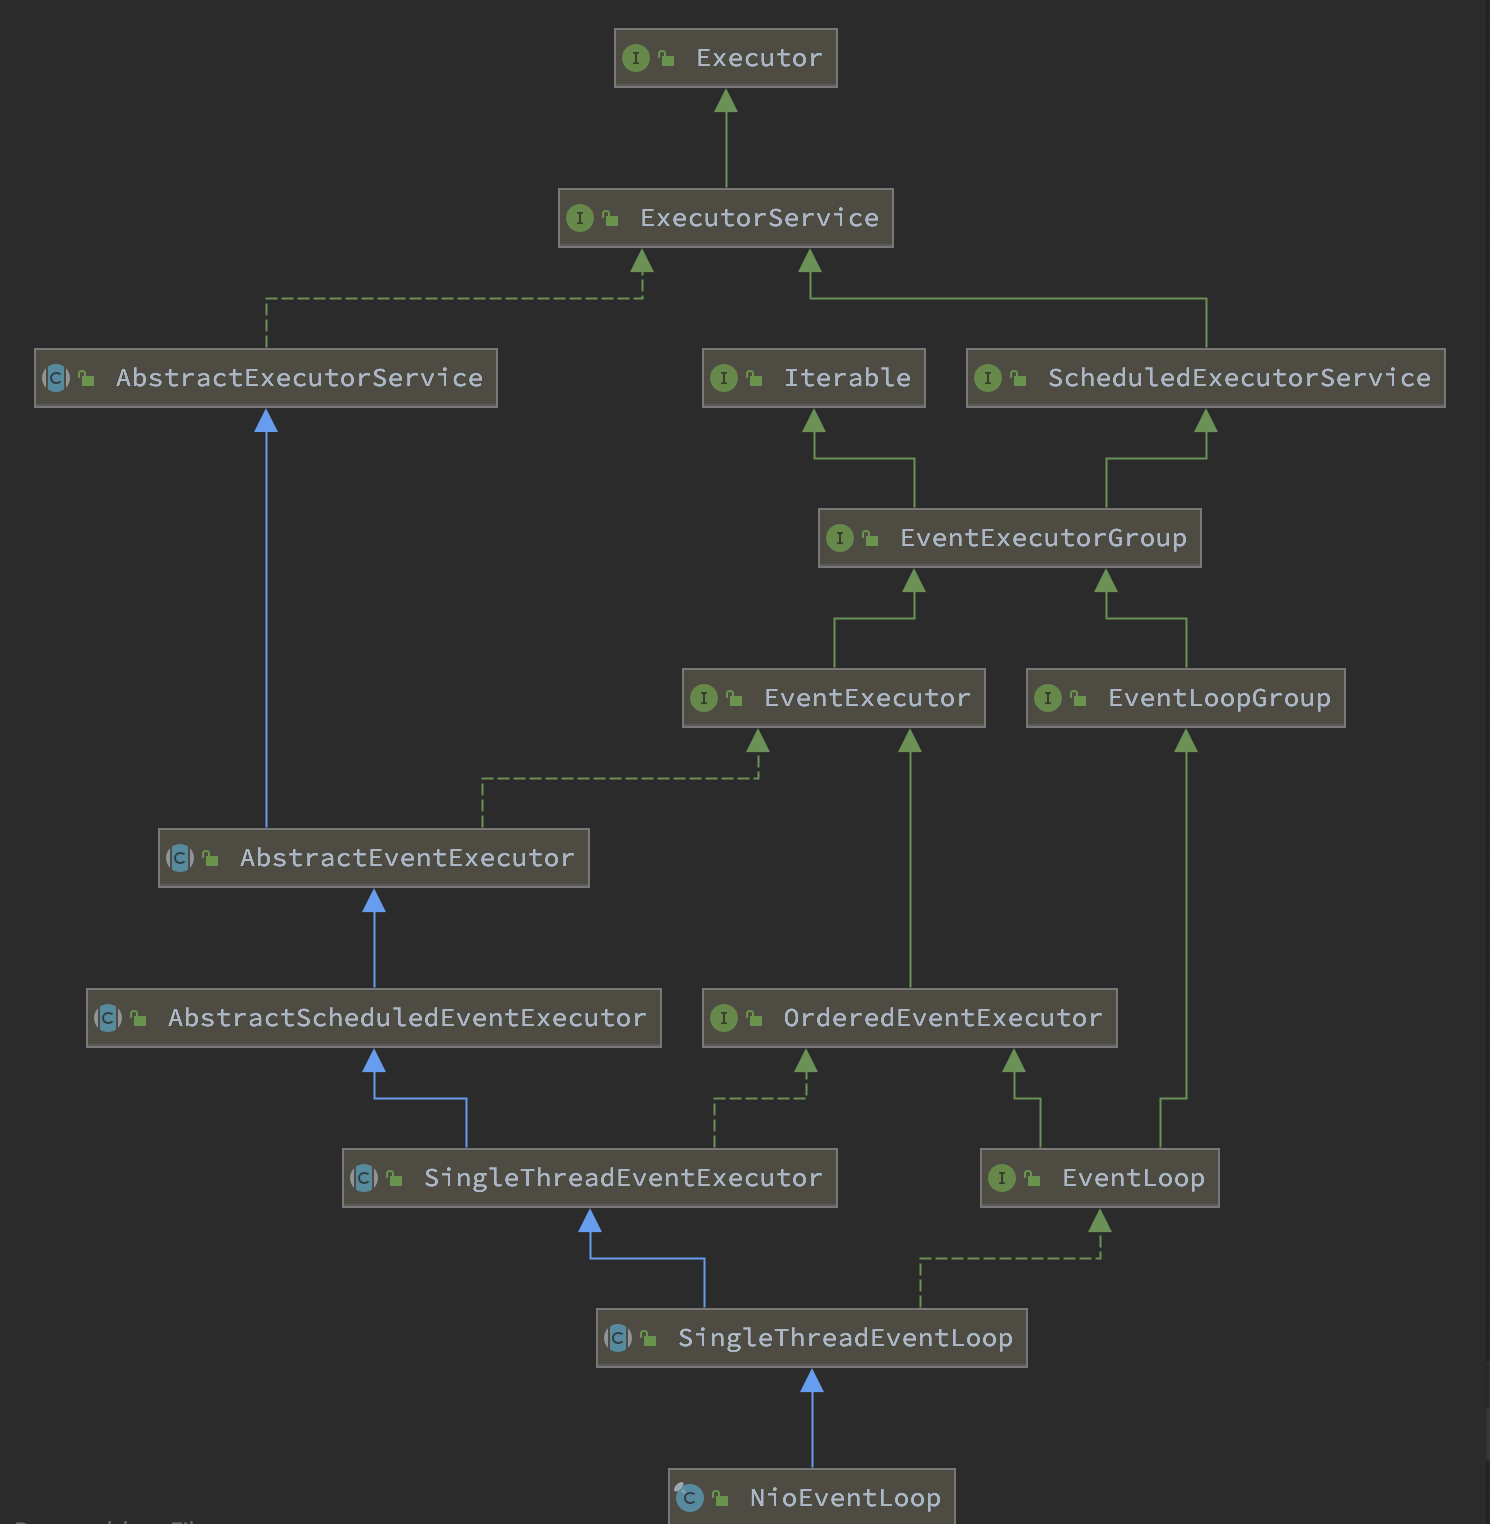 Executor
ExecutorService
AbstractExecutorService
Iterable
ScheduledExecutorService
EventExecutorGroup
EventExecutor
EventLoopGroup
AbstractEventExecutor
AbstractScheduledEventExecutor
OrderedEventExecutor
SingleThreadEventExecutor
EventLoop
SingleThreadEventLoop
NioEventLoop